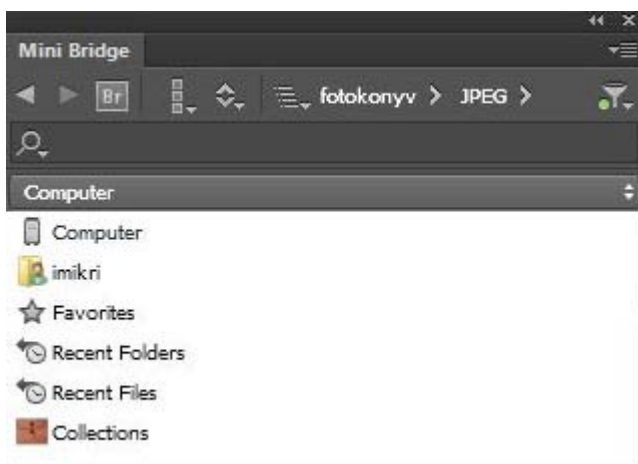 Mini Bridge
Br fotokonyv > JPEG >
Computer
Computer
imikri
Favorites
Recent Folders
Recent Files
Collections